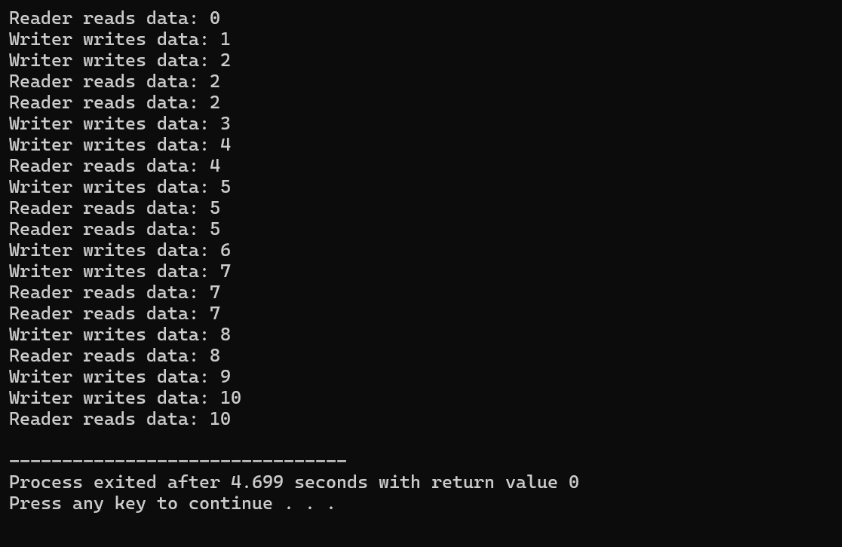 Reader reads data: 0
Writer writes data: 1
Writer writes data: 2
Reader reads data: 2
Reader reads data: 2
Writer writes data: 3
Writer writes data: 4
Reader reads data: 4
Writer writes data: 5
Reader reads data: 5
Reader reads data: 5
Writer writes data: 6
Writer writes data: 7
Reader reads data: 7
Reader reads data: 7
Writer writes data: 8
Reader reads data: 8
Writer writes data: 9
Writer writes data: 10
Reader reads data: 10
--------------------------------
Process exited after 4.699 seconds with return value 0
Press any key to continue . . .